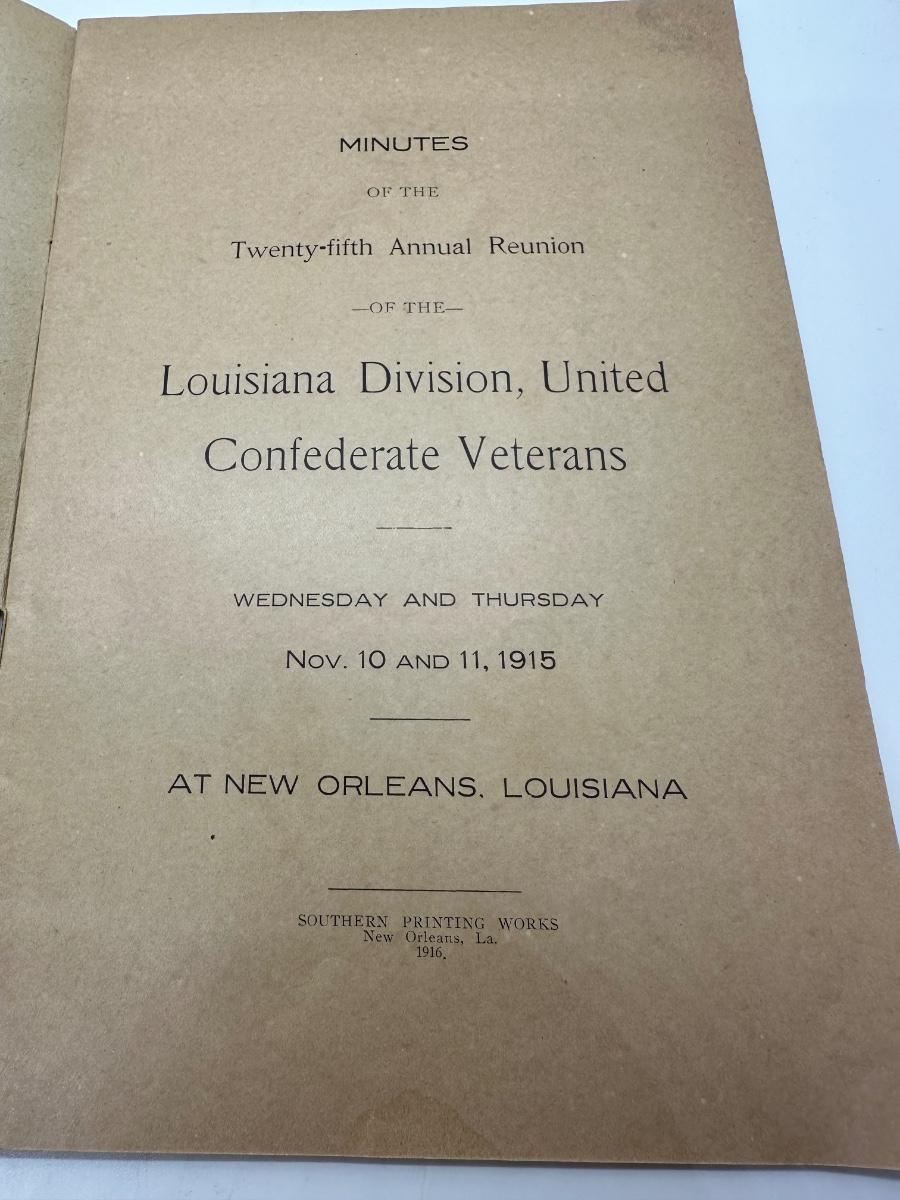 MINUTES
OF THE
Twenty-fifth Annual Reunion
—OF THE—
Louisiana Division, United
Confederate Veterans
WEDNESDAY AND THURSDAY
Nov. 10 AND 11, 1915
AT NEW ORLEANS, LOUISIANA
SOUTHERN PRINTING WORKS
New Orleans, La.
1916.